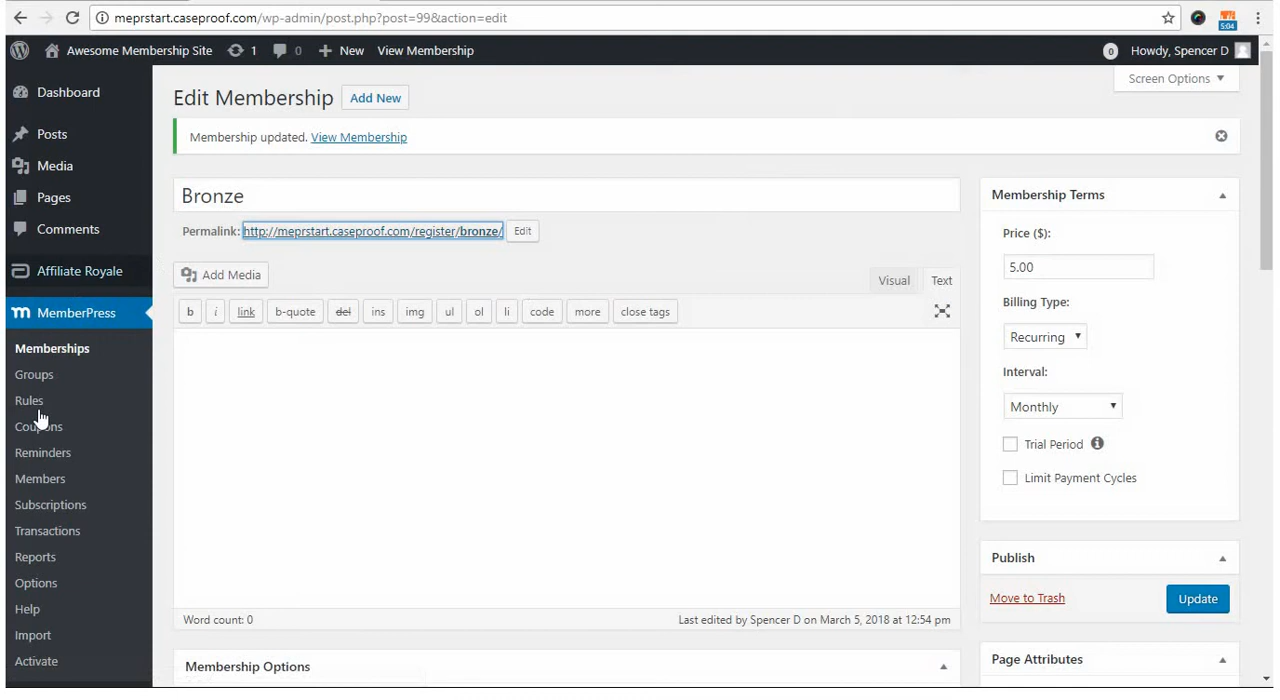 meprstart.caseproof.com/wp-admin/post.php?post=99&action=edit
5:04
Awesome Membership Site 1 0 New View Membership 0 Howdy, Spencer D
Dashboard
Posts
Media
Pages
Comments
Affiliate Royale
m MemberPress
Memberships
Groups
Rules
Coupons
Reminders
Members
Subscriptions
Transactions
Reports
Options
Help
Import
Activate
Screen Options
Edit Membership Add New
Membership updated. View Membership
Bronze
Permalink: http://meprstart.caseproof.com/register/bronze/ Edit
Add Media
Visual Text
b i link b-quote del ins img ul ol li code more close tags
Word count: 0 Last edited by Spencer D on March 5, 2018 at 12:54 pm
Membership Options
Membership Terms
Price ($):
5.00
Billing Type:
Recurring
Interval:
Monthly
Trial Period
Limit Payment Cycles
Publish
Move to Trash Update
Page Attributes